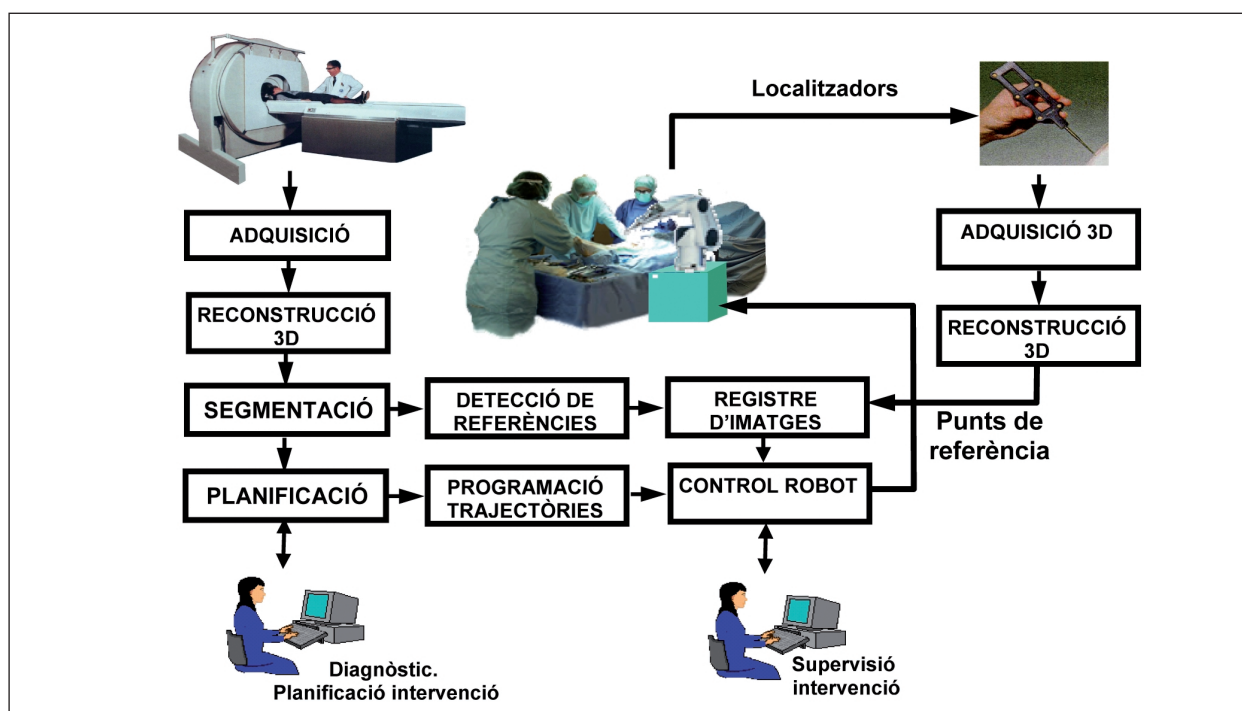 Localitzadors
ADQUISICIÓ
ADQUISICIÓ 3D
RECONSTRUCCIÓ
3D
RECONSTRUCCIÓ
3D
SEGMENTACIÓ
DETECCIÓ DE
REFERÈNCIES
REGISTRE
D'IMATGES
Punts de
referència
PLANIFICACIÓ
PROGRAMACIÓ
TRAJECTÒRIES
CONTROL ROBOT
Diagnòstic.
Planificació intervenció
Supervisió
intervenció